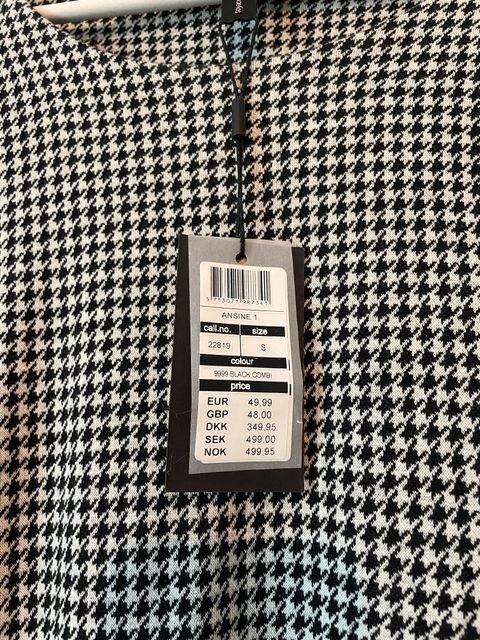 5713071987341
ANSINE 1
call.no. size
22819 S
colour
9999 BLACK COMBI
price
EUR 49,99
GBP 48,00
DKK 349,95
SEK 499,00
NOK 499,95